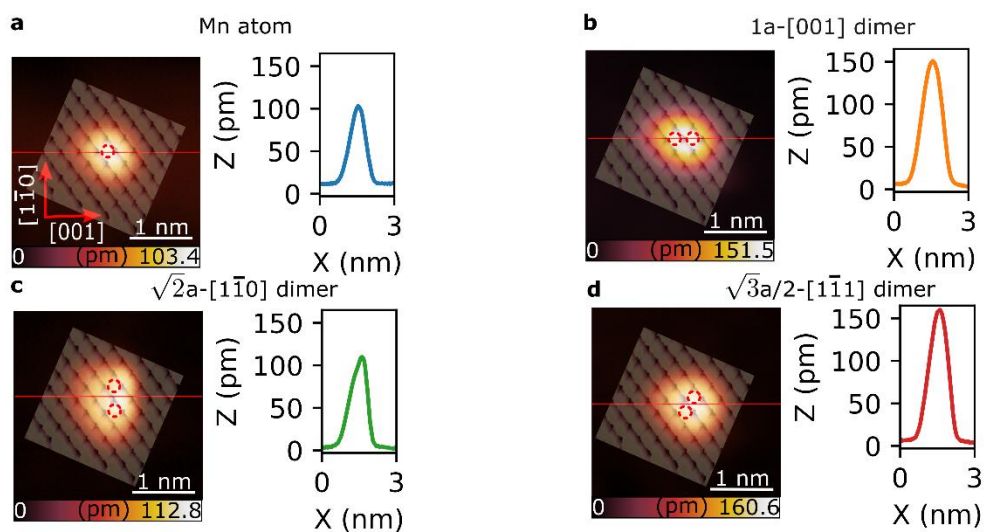 a
Mn atom
[11̄0]
[001]
1 nm
0 (pm) 103.4
150
100
50
0
Z (pm)
0 3
X (nm)
b
1a-[001] dimer
1 nm
0 (pm) 151.5
150
100
50
0
Z (pm)
0 3
X (nm)
c
√2a-[11̄0] dimer
1 nm
0 (pm) 112.8
150
100
50
0
Z (pm)
0 3
X (nm)
d
√3a/2-[11̄1] dimer
1 nm
0 (pm) 160.6
150
100
50
0
Z (pm)
0 3
X (nm)